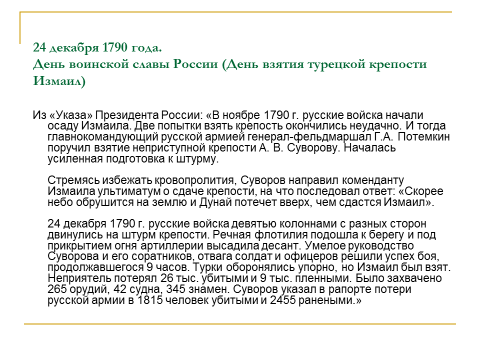 24 декабря 1790 года.
День воинской славы России (День взятия турецкой крепости
Измаил)
Из «Указа» Президента России: «В ноябре 1790 г. русские войска начали
осаду Измаила. Две попытки взять крепость окончились неудачно. И тогда
главнокомандующий русской армией генерал-фельдмаршал Г.А. Потемкин
поручил взятие неприступной крепости А. В. Суворову. Началась
усиленная подготовка к штурму.
Стремясь избежать кровопролития, Суворов направил коменданту
Измаила ультиматум о сдаче крепости, на что последовал ответ: «Скорее
небо обрушится на землю и Дунай потечет вверх, чем сдастся Измаил».
24 декабря 1790 г. русские войска девятью колоннами с разных сторон
двинулись на штурм крепости. Речная флотилия подошла к берегу и под
прикрытием огня артиллерии высадила десант. Умелое руководство
Суворова и его соратников, отвага солдат и офицеров решили успех боя,
продолжавшегося 9 часов. Турки оборонялись упорно, но Измаил был взят.
Неприятель потерял 26 тыс. убитыми и 9 тыс. пленными. Было захвачено
265 орудий, 42 судна, 345 знамен. Суворов указал в рапорте потери
русской армии в 1815 человек убитыми и 2455 ранеными.»